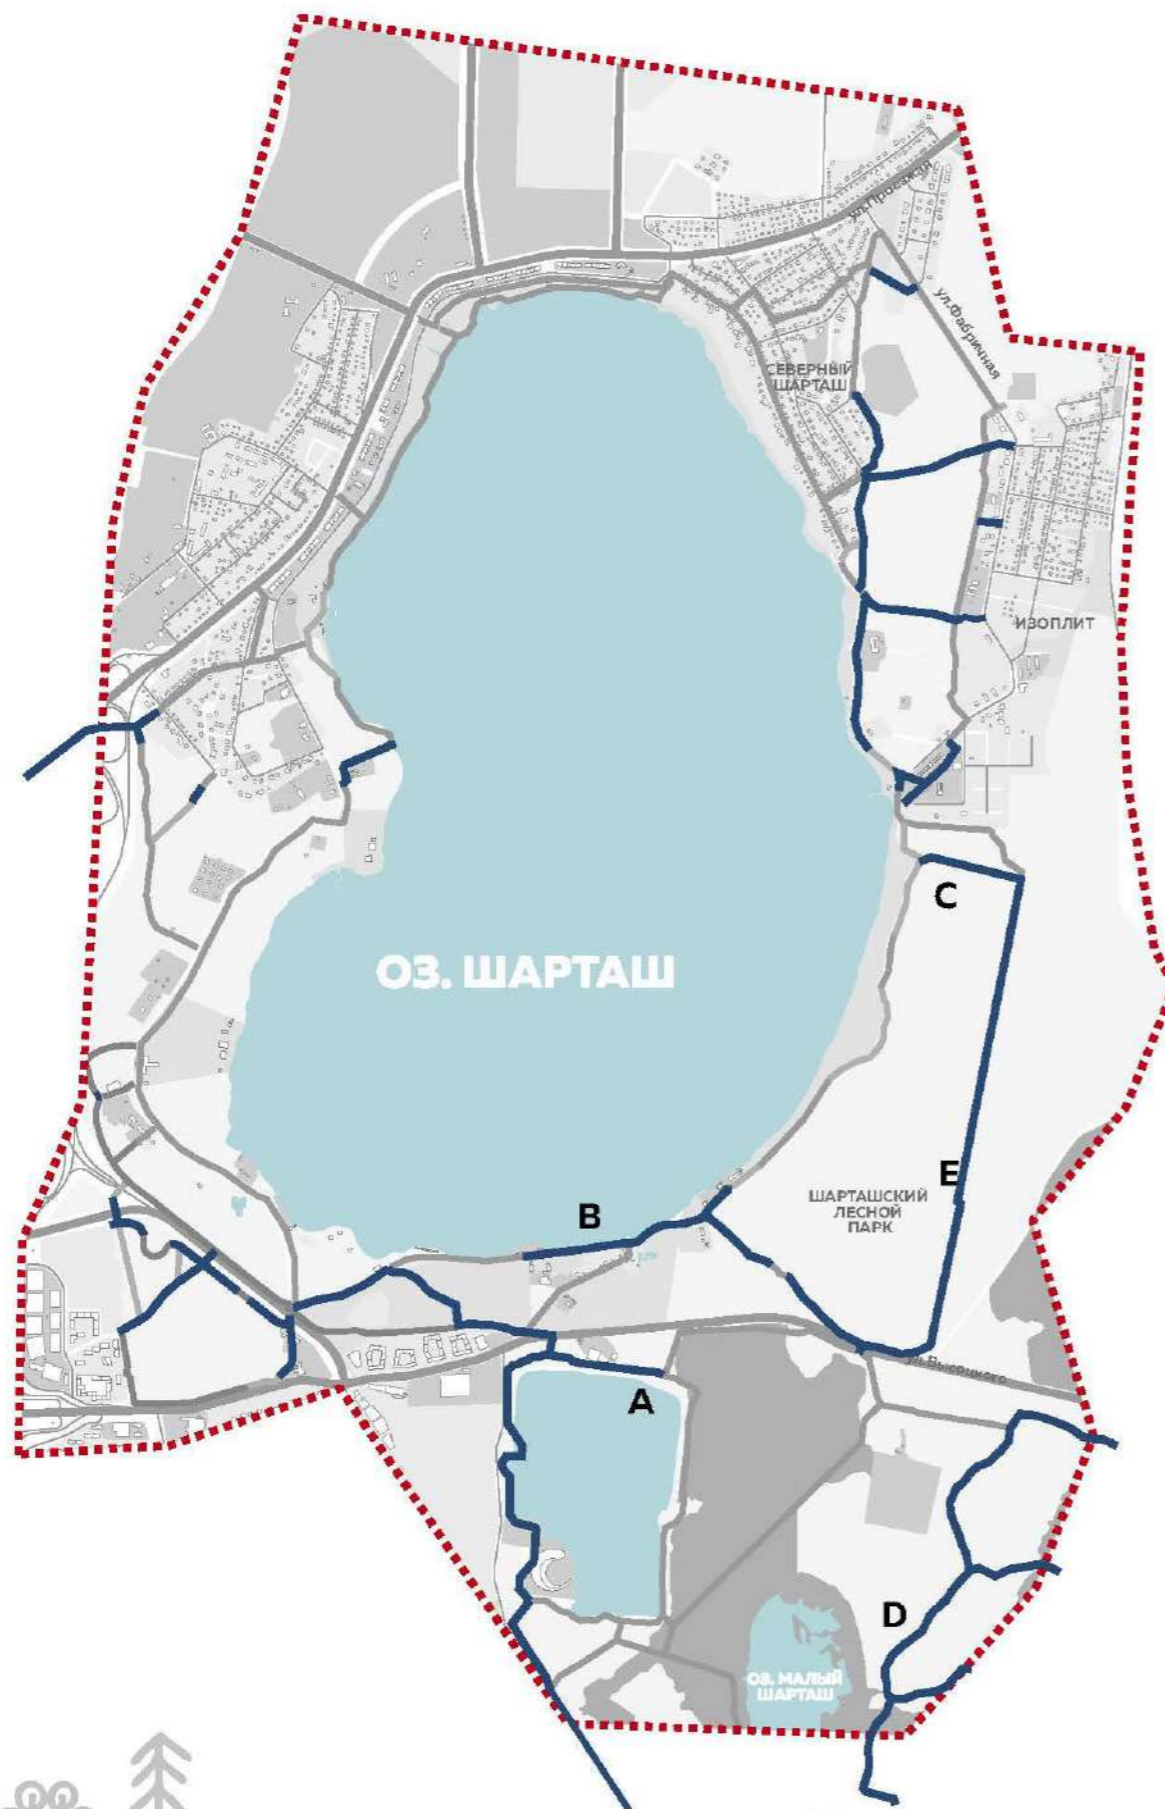 ул.Проезжая
ул.Фабричная
СЕВЕРНЫЙ
ШАРТАШ
ИЗОПЛИТ
C
ОЗ. ШАРТАШ
E
ШАРТАШСКИЙ
ЛЕСНОЙ
ПАРК
B
ул.Высоцкого
A
D
ОЗ. МАЛЫЙ
ШАРТАШ